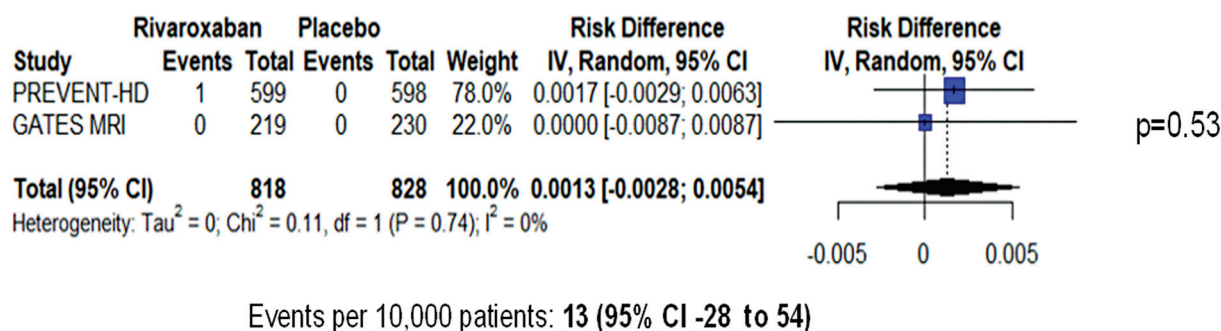 Rivaroxaban Placebo Risk Difference Risk Difference
Study Events Total Events Total Weight IV, Random, 95% CI IV, Random, 95% CI
PREVENT-HD 1 599 0 598 78.0% 0.0017 [-0.0029; 0.0063]
GATES MRI 0 219 0 230 22.0% 0.0000 [-0.0087; 0.0087]
p=0.53
Total (95% CI) 818 828 100.0% 0.0013 [-0.0028; 0.0054]
Heterogeneity: Tau² = 0; Chi² = 0.11, df = 1 (P = 0.74); I² = 0%
-0.005 0 0.005
Events per 10,000 patients: 13 (95% CI -28 to 54)